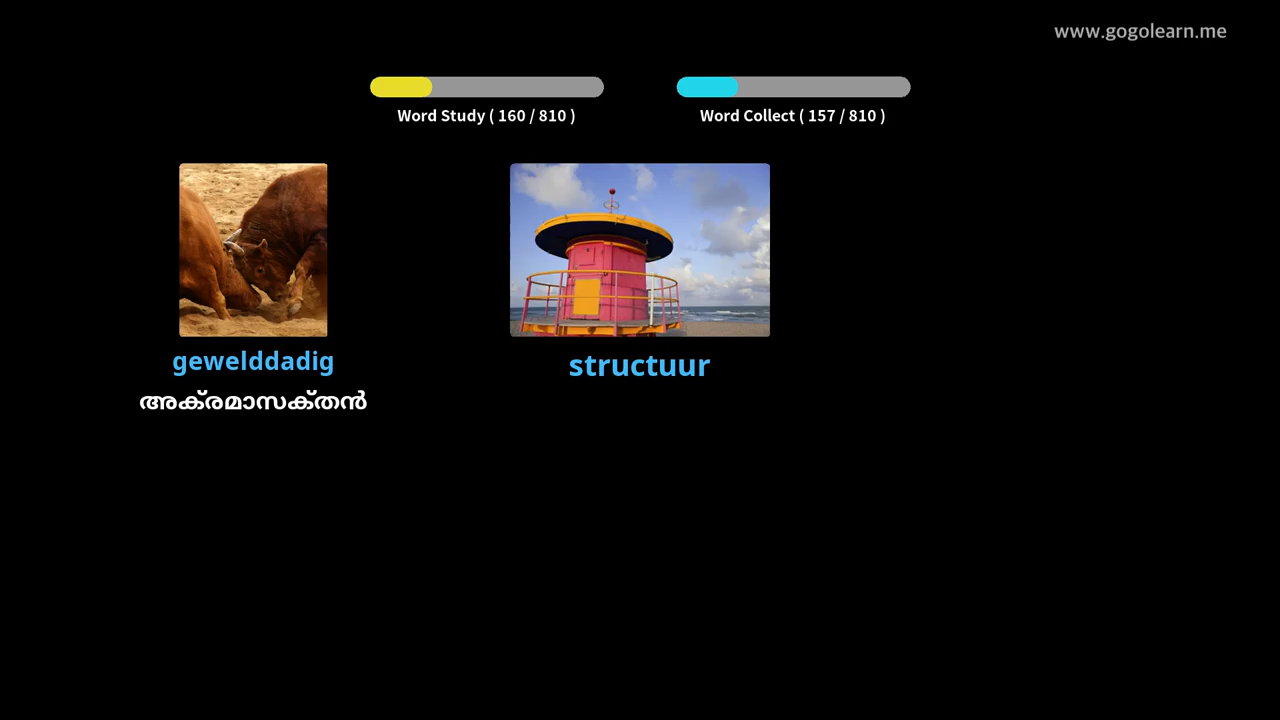 www.gogolearn.me
Word Study ( 160 / 810 )
Word Collect ( 157 / 810 )
gewelddadig
structuur
അക്രമാസക്തൻ